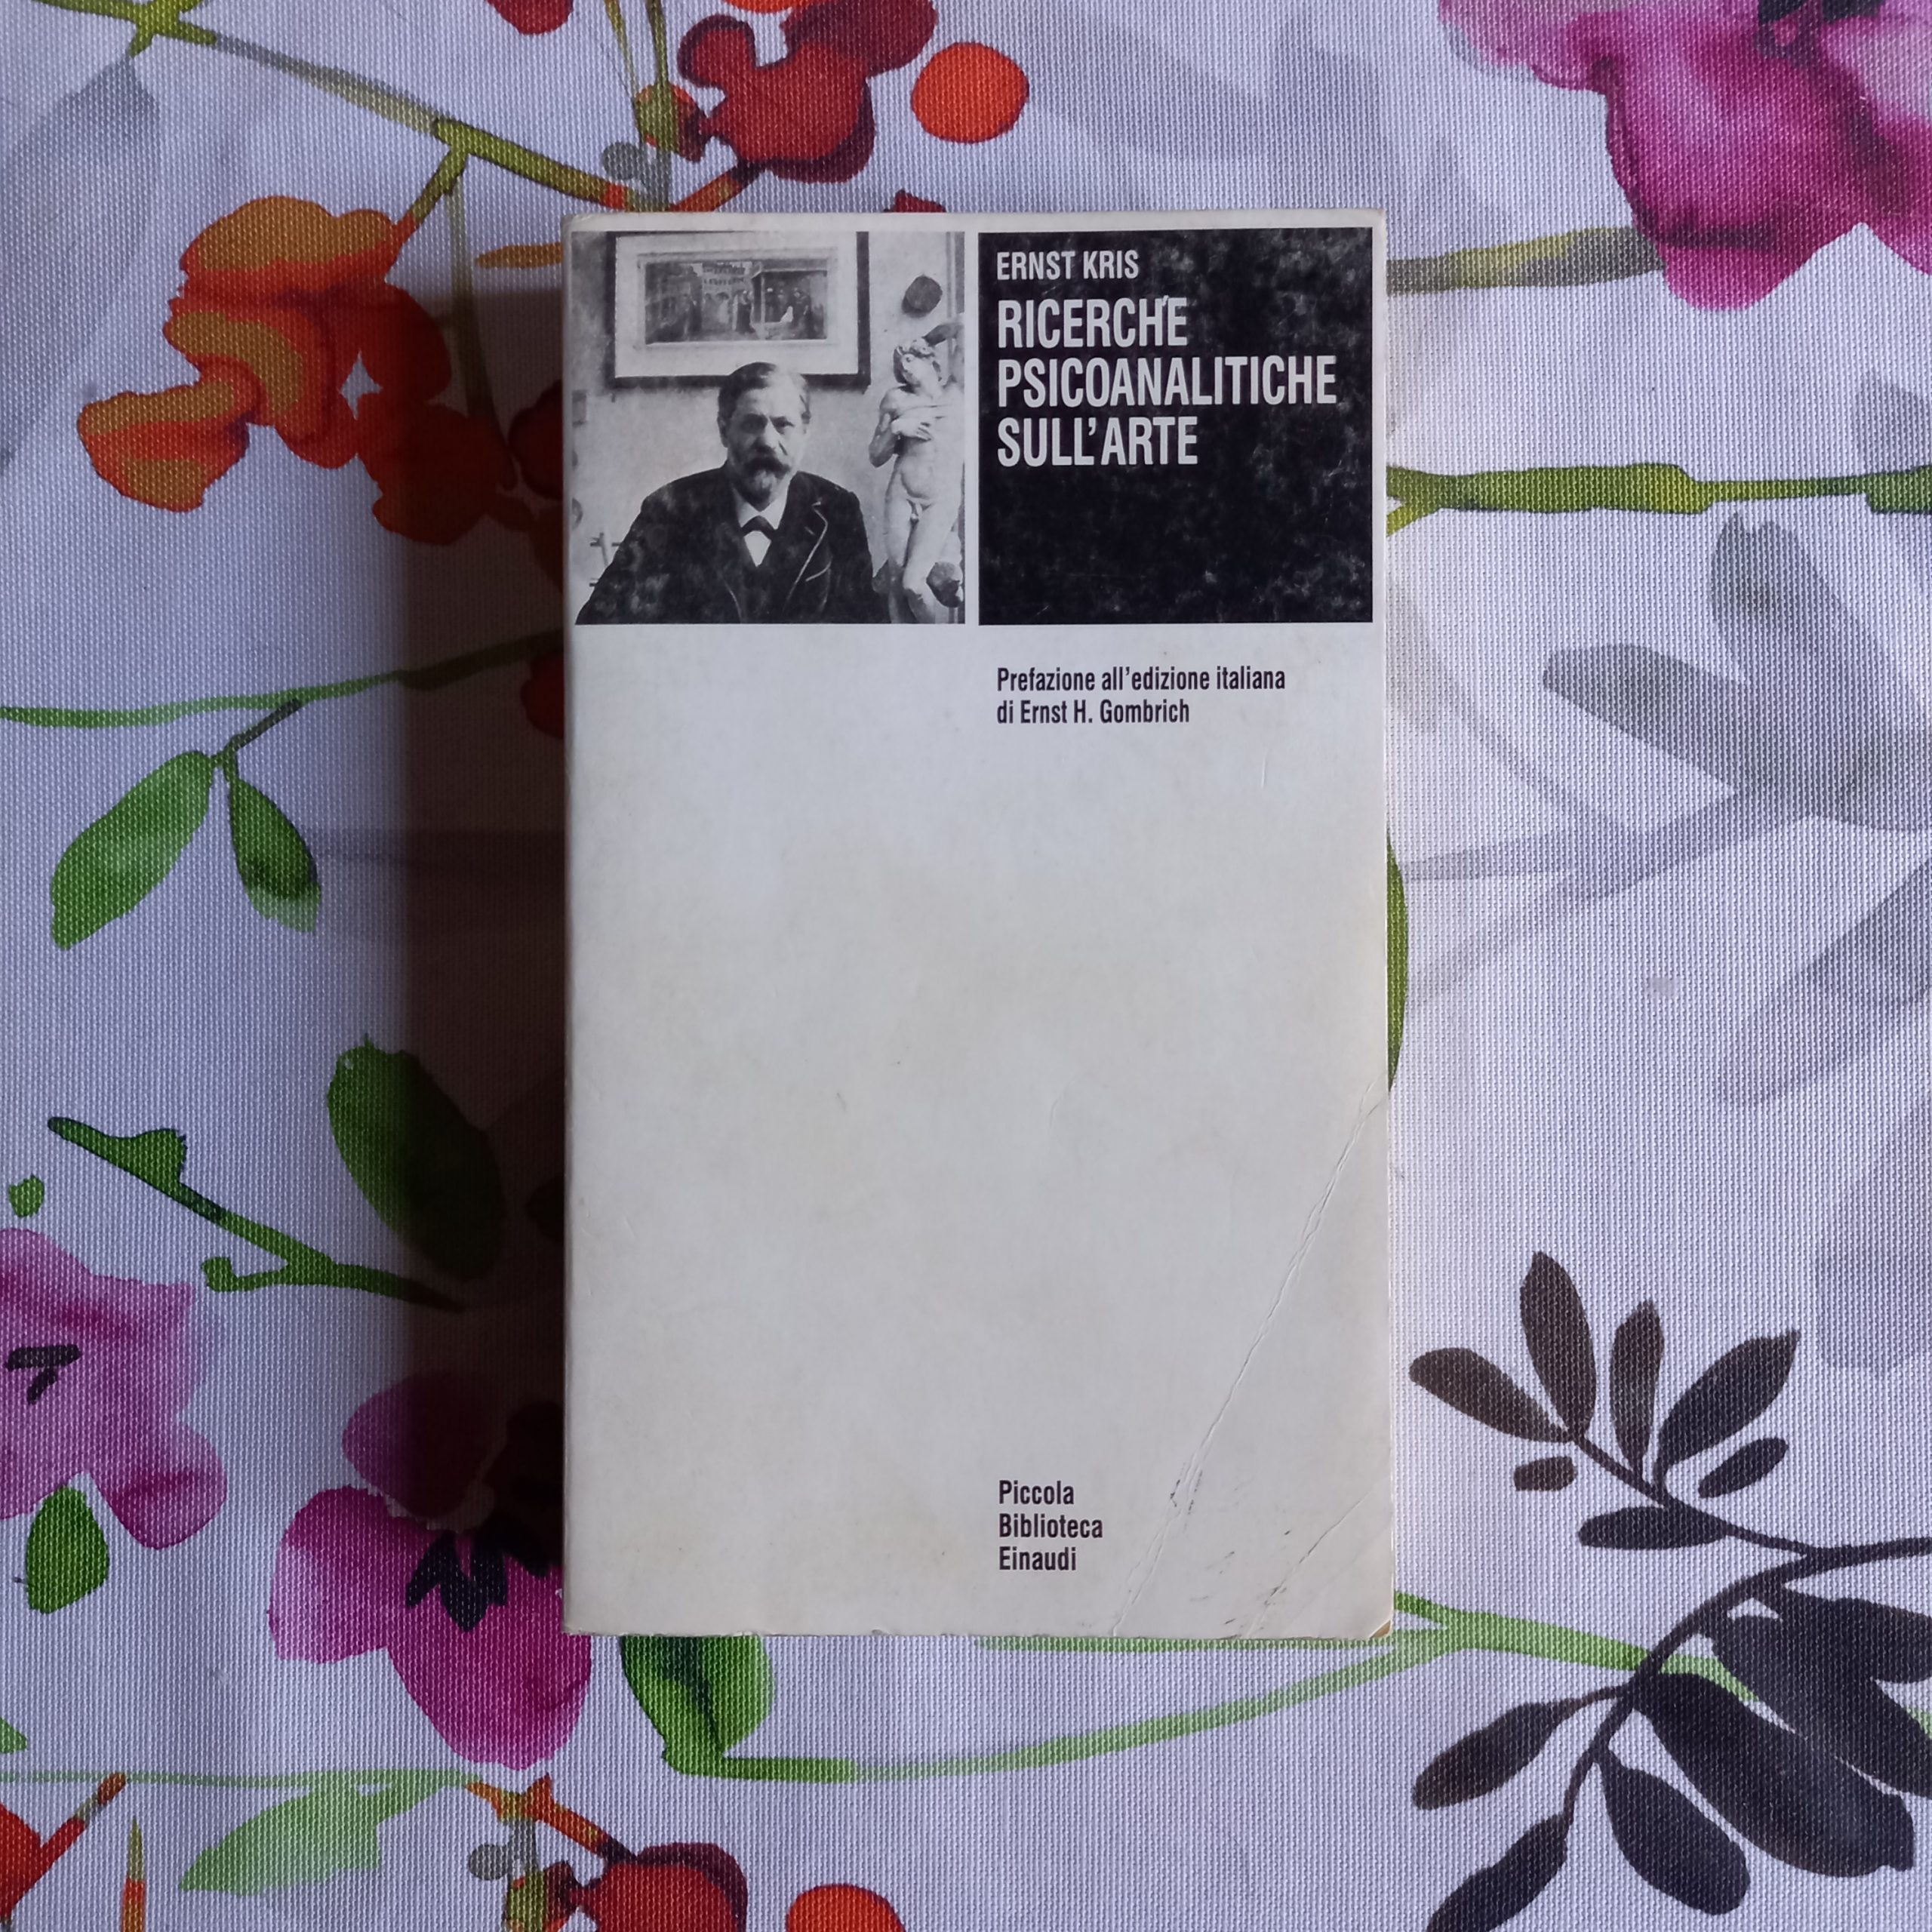 ERNST KRIS
RICERCHE
PSICOANALITICHE
SULL'ARTE
Prefazione all'edizione italiana
di Ernst H. Gombrich
Piccola
Biblioteca
Einaudi